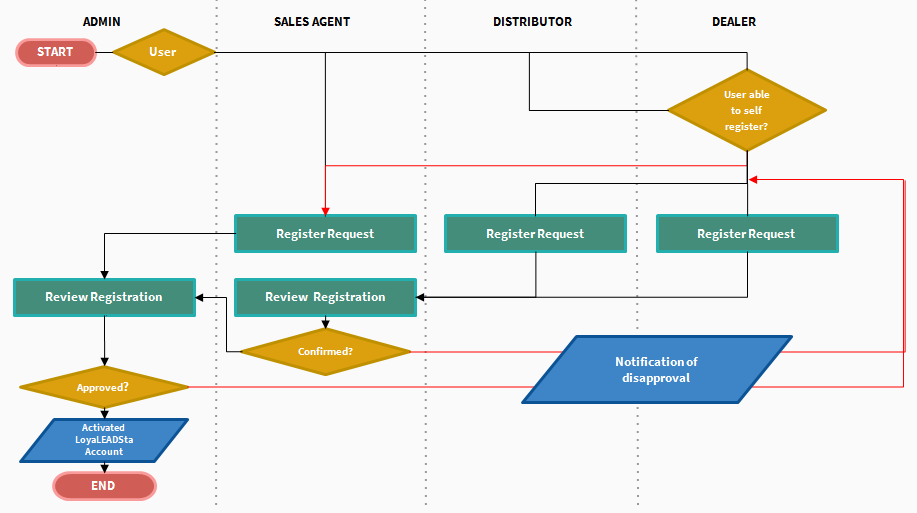 ADMIN
SALES AGENT
DISTRIBUTOR
DEALER
START
User
User able
to self
register?
Register Request
Register Request
Register Request
Review Registration
Review Registration
Confirmed?
Notification of
disapproval
Approved?
Activated
LoyaLEADSta
Account
END